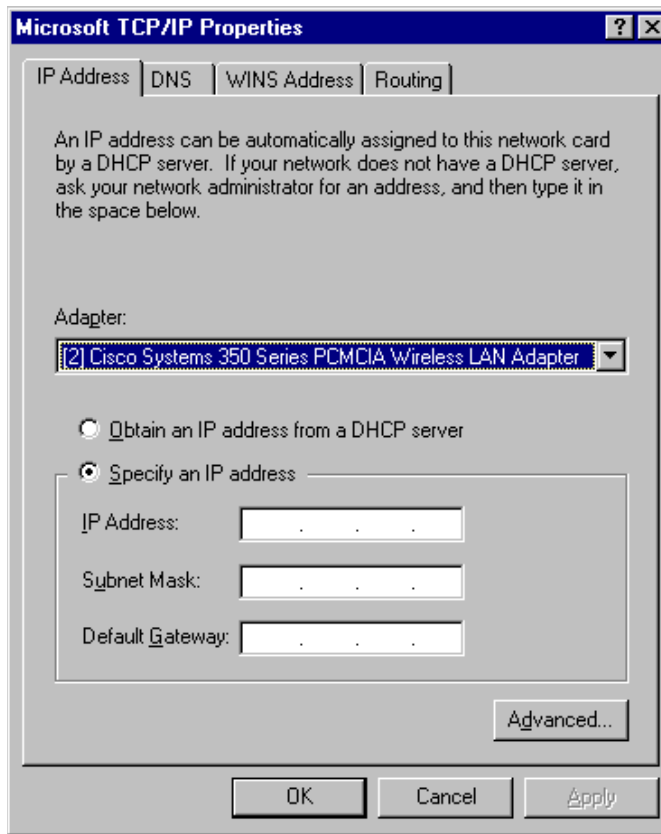 Microsoft TCP/IP Properties
IP Address DNS WINS Address Routing
An IP address can be automatically assigned to this network card
by a DHCP server. If your network does not have a DHCP server,
ask your network administrator for an address, and then type it in
the space below.
Adapter:
[2] Cisco Systems 350 Series PCMCIA Wireless LAN Adapter
Obtain an IP address from a DHCP server
Specify an IP address
IP Address: . . .
Subnet Mask: . . .
Default Gateway: . . .
Advanced...
OK Cancel Apply